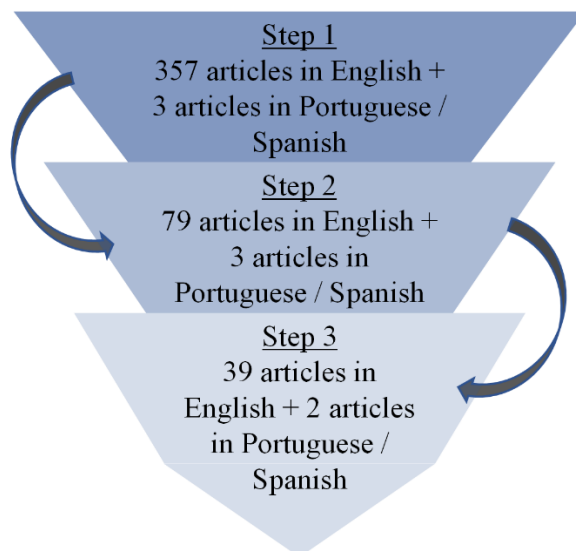 Step 1
357 articles in English +
3 articles in Portuguese /
Spanish
Step 2
79 articles in English +
3 articles in
Portuguese / Spanish
Step 3
39 articles in
English + 2 articles
in Portuguese /
Spanish